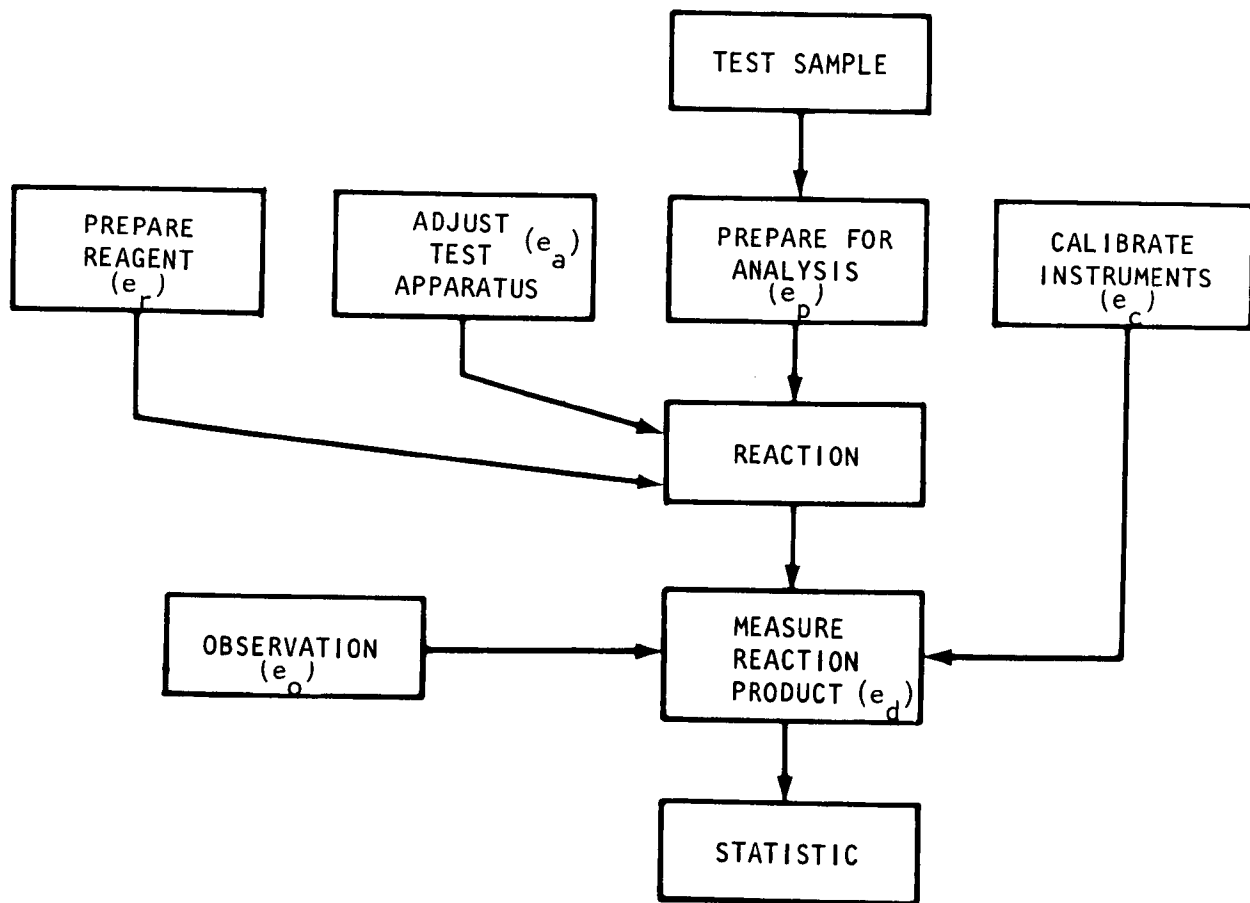 TEST SAMPLE
PREPARE
REAGENT
(e_r)
ADJUST
TEST (e_a)
APPARATUS
PREPARE FOR
ANALYSIS
(e_p)
CALIBRATE
INSTRUMENTS
(e_c)
REACTION
OBSERVATION
(e_o)
MEASURE
REACTION
PRODUCT (e_d)
STATISTIC